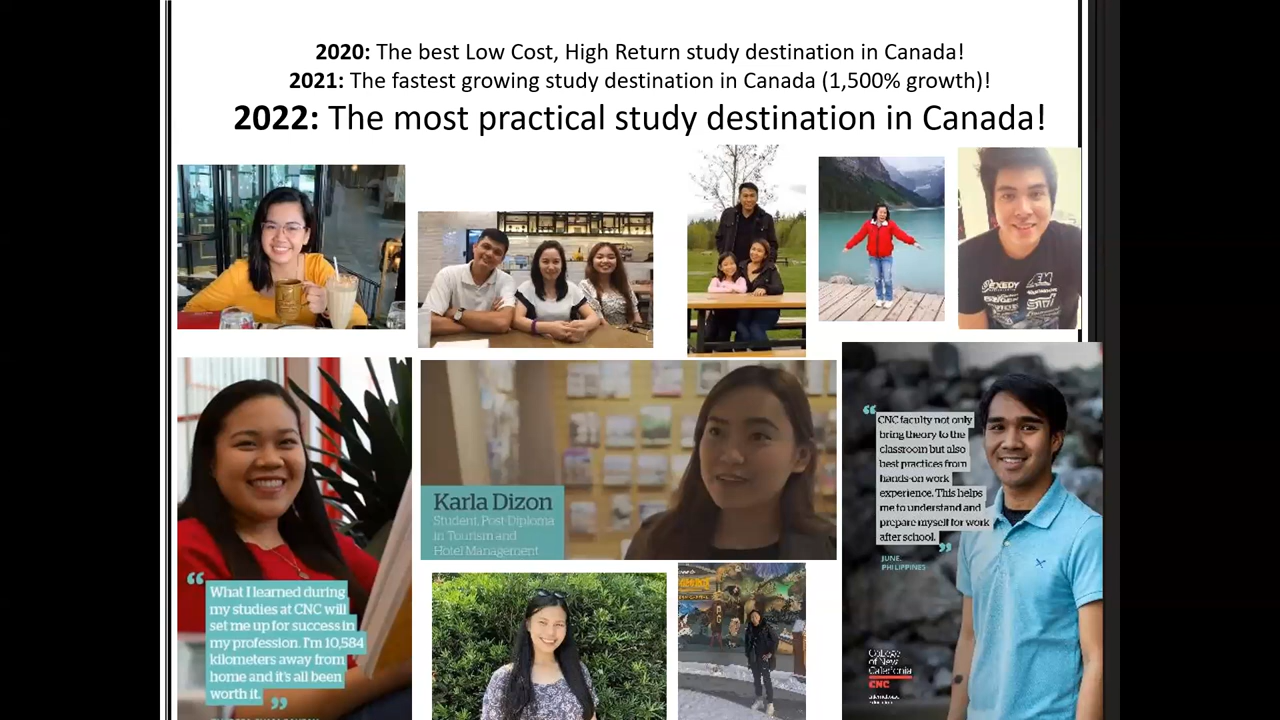 2020: The best Low Cost, High Return study destination in Canada!
2021: The fastest growing study destination in Canada (1,500% growth)!
2022: The most practical study destination in Canada!
“ CNC faculty not only
bring theory to the
classroom but also
best practices from
hands-on work
experience. This helps
me to understand and
prepare myself for work
after school. ”
JUNE,
PHILIPPINES
Karla Dizon
Student, Post-Diploma
in Tourism and
Hotel Management
“ What I learned during
my studies at CNC will
set me up for success in
my profession. I'm 10,584
kilometers away from
home and it's all been
worth it. ”
College
of New
Caledonia
CNC